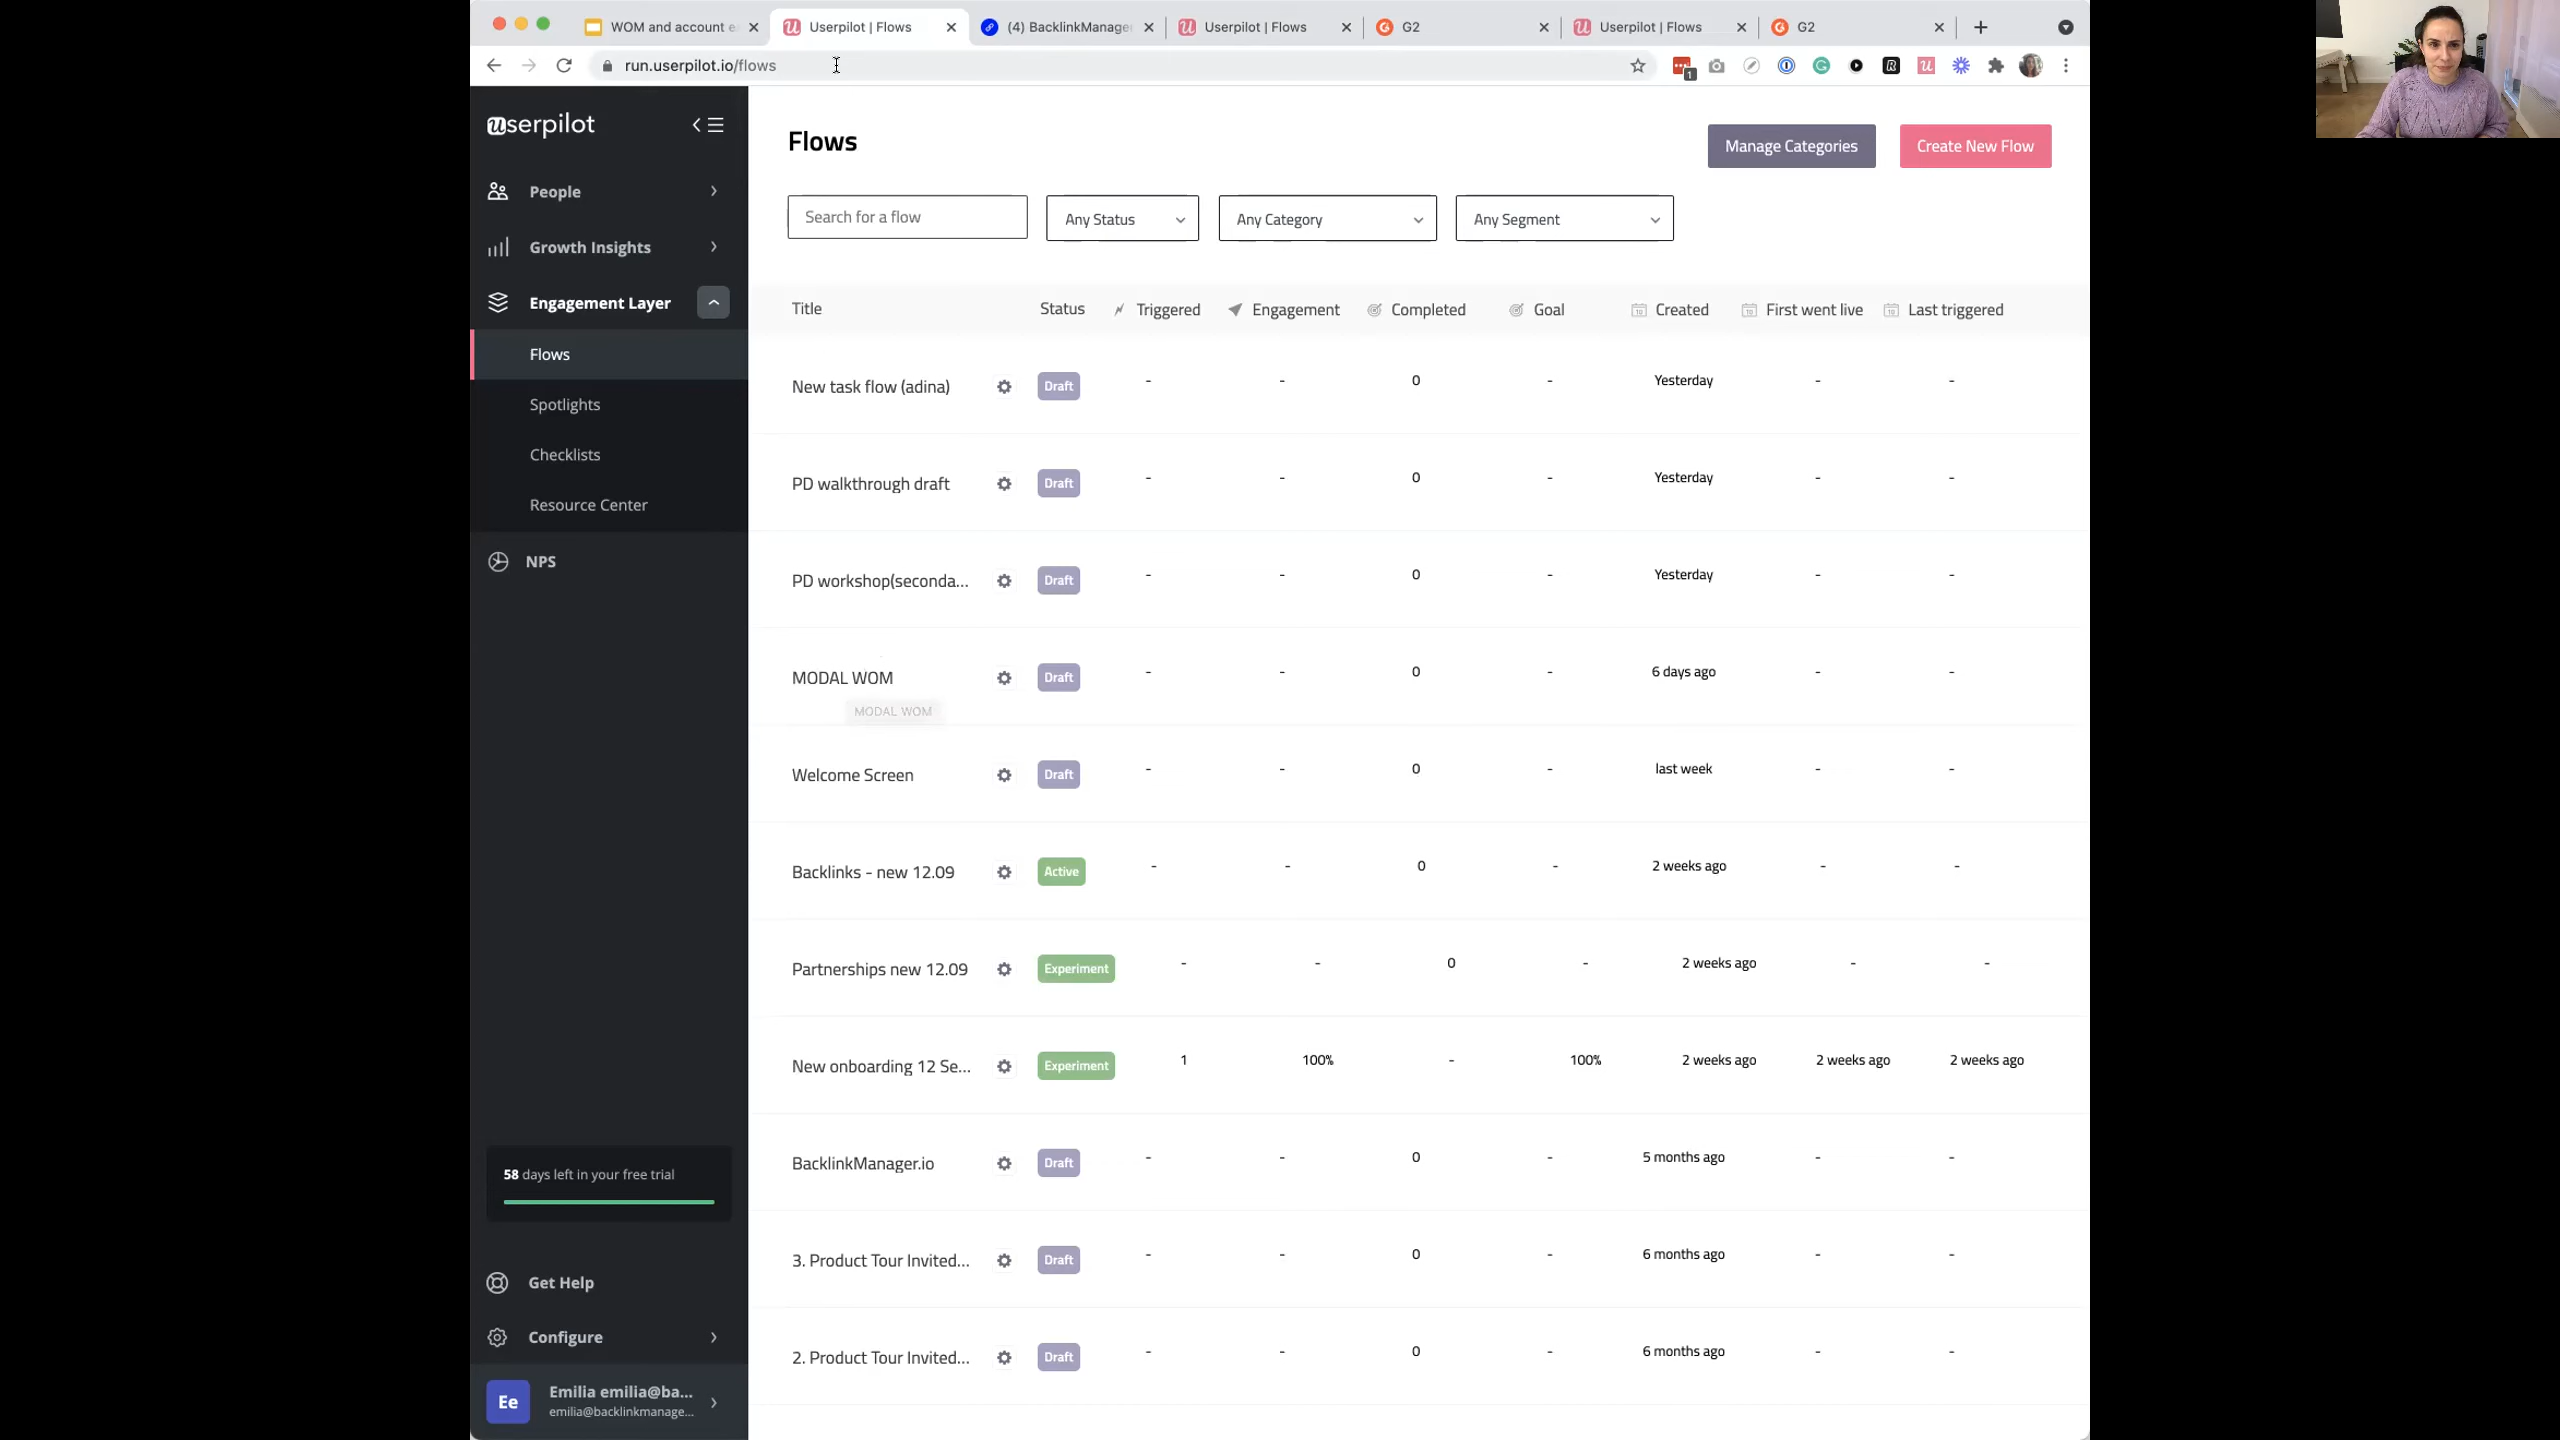 WOM and account e
Userpilot | Flows
(4) BacklinkManage
Userpilot | Flows
G2
Userpilot | Flows
G2
run.userpilot.io/flows
1
userpilot
People
Growth Insights
Engagement Layer
Flows
Spotlights
Checklists
Resource Center
NPS
58 days left in your free trial
Get Help
Configure
Ee
Emilia emilia@ba...
emilia@backlinkmanage...
Flows
Manage Categories
Create New Flow
Search for a flow
Any Status
Any Category
Any Segment
Title Status Triggered Engagement Completed Goal Created First went live Last triggered
New task flow (adina) Draft - - 0 - Yesterday - -
PD walkthrough draft Draft - - 0 - Yesterday - -
PD workshop(seconda... Draft - - 0 - Yesterday - -
MODAL WOM Draft - - 0 - 6 days ago - -
MODAL WOM
Welcome Screen Draft - - 0 - last week - -
Backlinks - new 12.09 Active - - 0 - 2 weeks ago - -
Partnerships new 12.09 Experiment - - 0 - 2 weeks ago - -
New onboarding 12 Se... Experiment 1 100% - 100% 2 weeks ago 2 weeks ago 2 weeks ago
BacklinkManager.io Draft - - 0 - 5 months ago - -
3. Product Tour Invited... Draft - - 0 - 6 months ago - -
2. Product Tour Invited... Draft - - 0 - 6 months ago - -